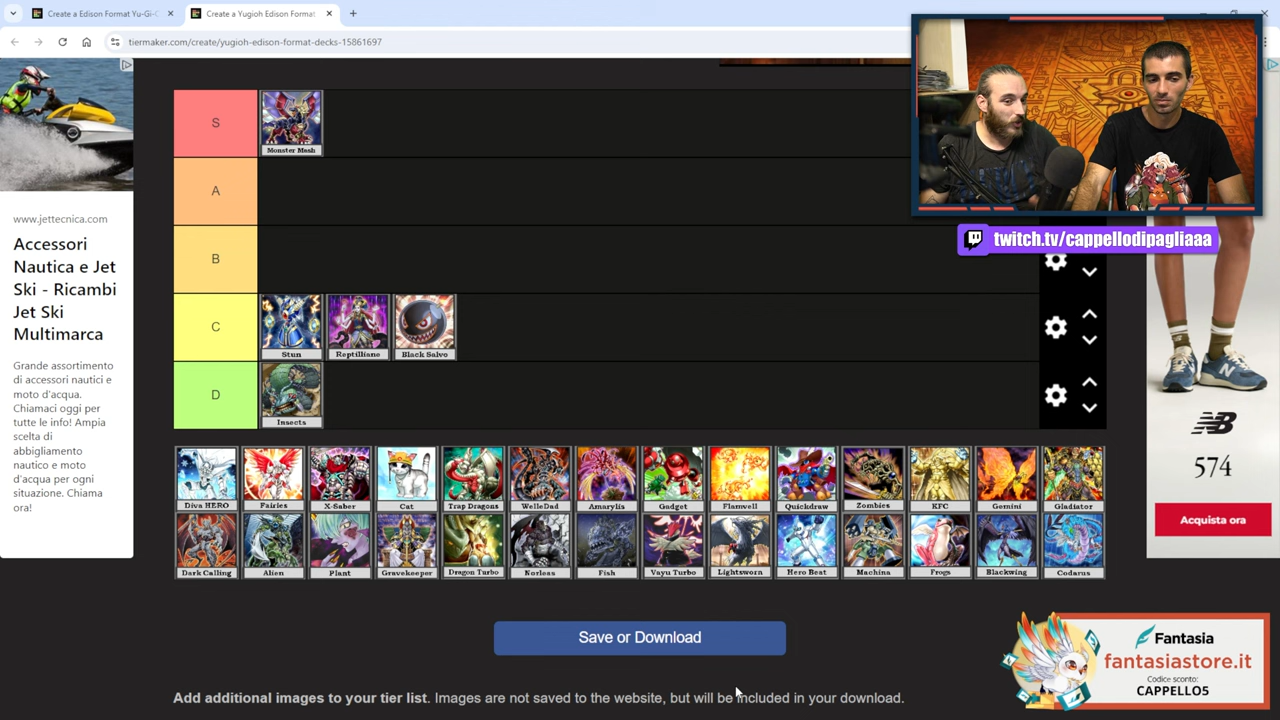 Create a Edison Format Yu-Gi-O
Create a Yugioh Edison Format
tiermaker.com/create/yugioh-edison-format-decks-15861697
www.jettecnica.com
Accessori
Nautica e Jet
Ski - Ricambi
Jet Ski
Multimarca
Grande assortimento
di accessori nautici e
moto d'acqua.
Chiamaci oggi per
tutte le info! Ampia
scelta di
abbigliamento
nautico e moto
d'acqua per ogni
situazione. Chiama
ora!
S
Monster Mash
A
B
C
Stun
Reptilliane
Black Salvo
D
Insects
Diva HERO
Fairies
X-Saber
Cat
Trap Dragons
WelleDad
Amarylis
Gadget
Flamvell
Quickdraw
Zombies
KFC
Gemini
Gladiator
Dark Calling
Alien
Plant
Gravekeeper
Dragon Turbo
Norleas
Fish
Vayu Turbo
Lightsworn
Hero Beat
Machina
Frogs
Blackwing
Codarus
Save or Download
Add additional images to your tier list. Images are not saved to the website, but will be included in your download.
twitch.tv/cappellodipagliaaa
N
574
Acquista ora
Fantasia
fantasiastore.it
Codice sconto:
CAPPELLO5